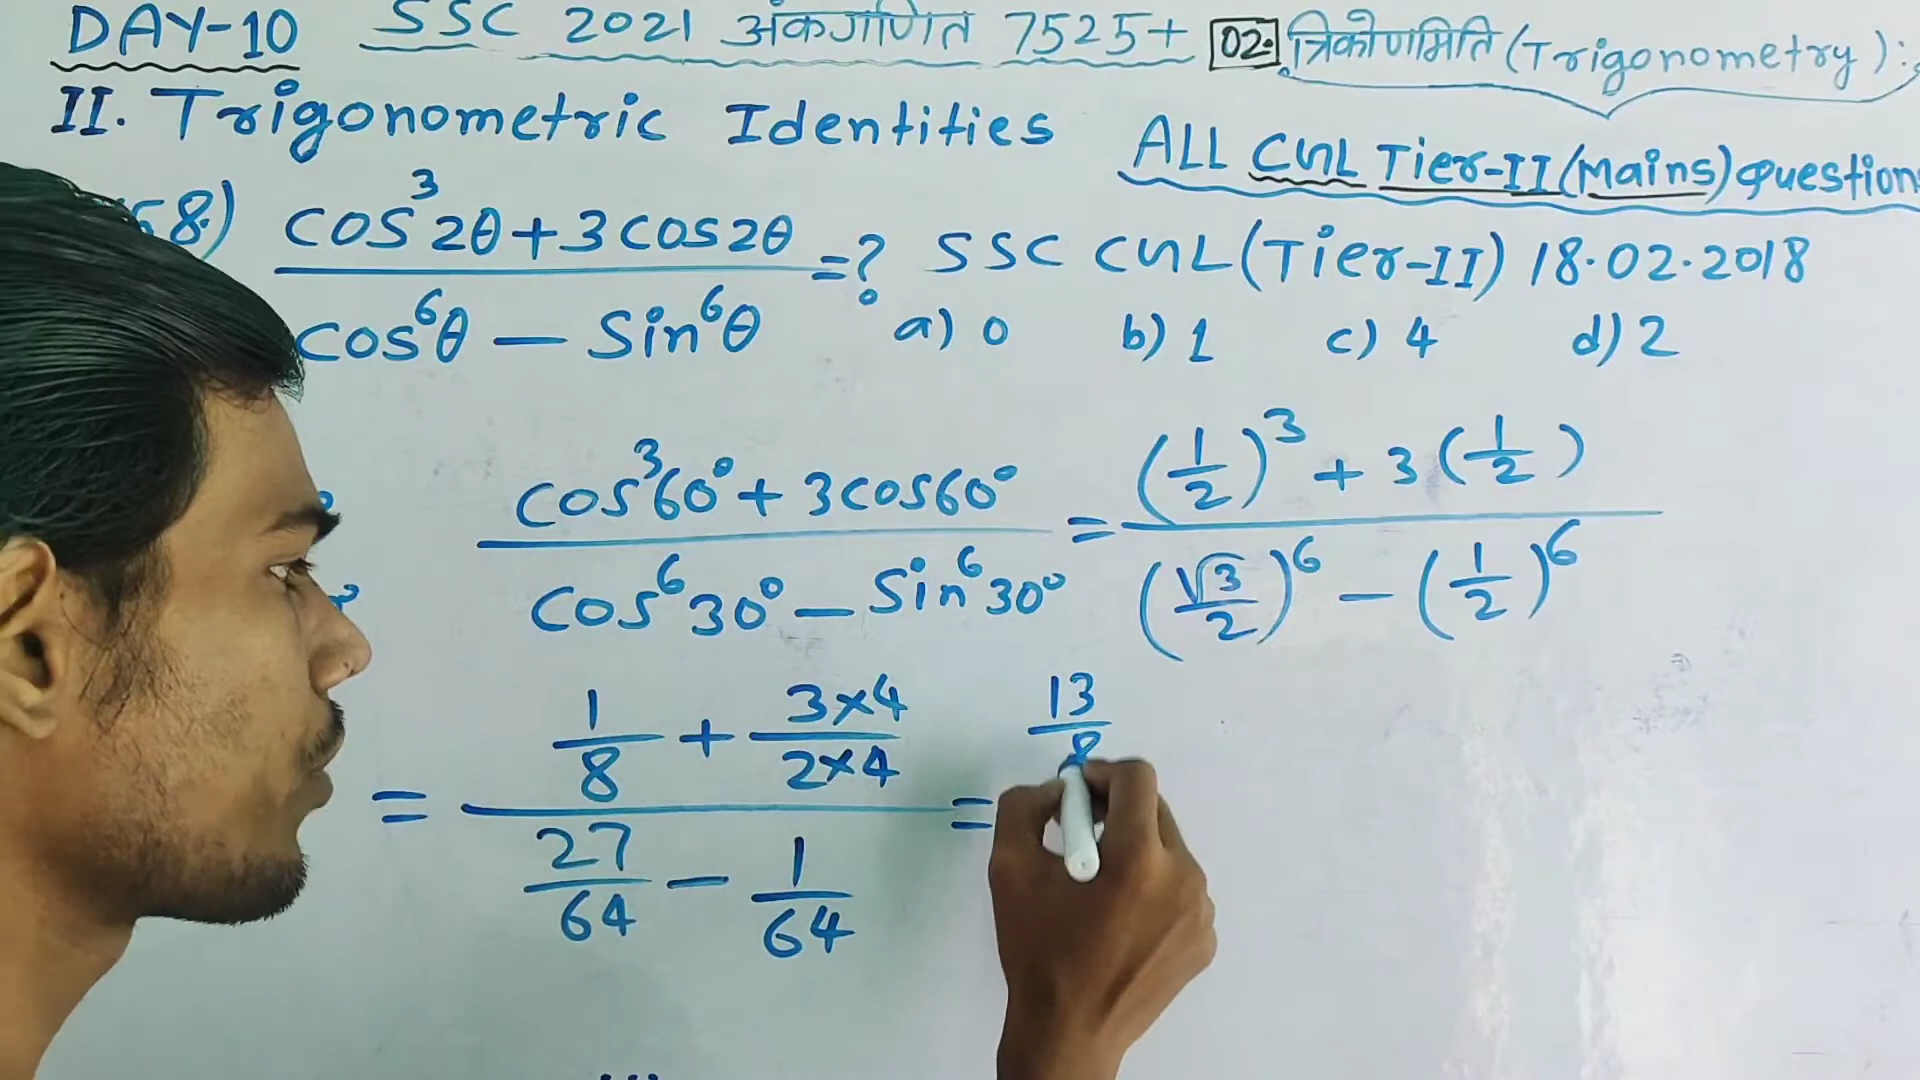 DAY-10 SSC 2021 अंकगणित 7525+ 02. त्रिकोणमिति (Trigonometry):
II. Trigonometric Identities
ALL CGL Tier-II (Mains) Question
58) (cos³2θ + 3cos2θ) / (cos⁶θ − Sin⁶θ) = ? SSC CGL (Tier-II) 18.02.2018
a) 0 b) 1 c) 4 d) 2
(cos³60° + 3cos60°) / (cos⁶30° − Sin⁶30°) = ((1/2)³ + 3(1/2)) / ((√3/2)⁶ − (1/2)⁶)
= (1/8 + 3×4/2×4) / (27/64 − 1/64) = 13/8